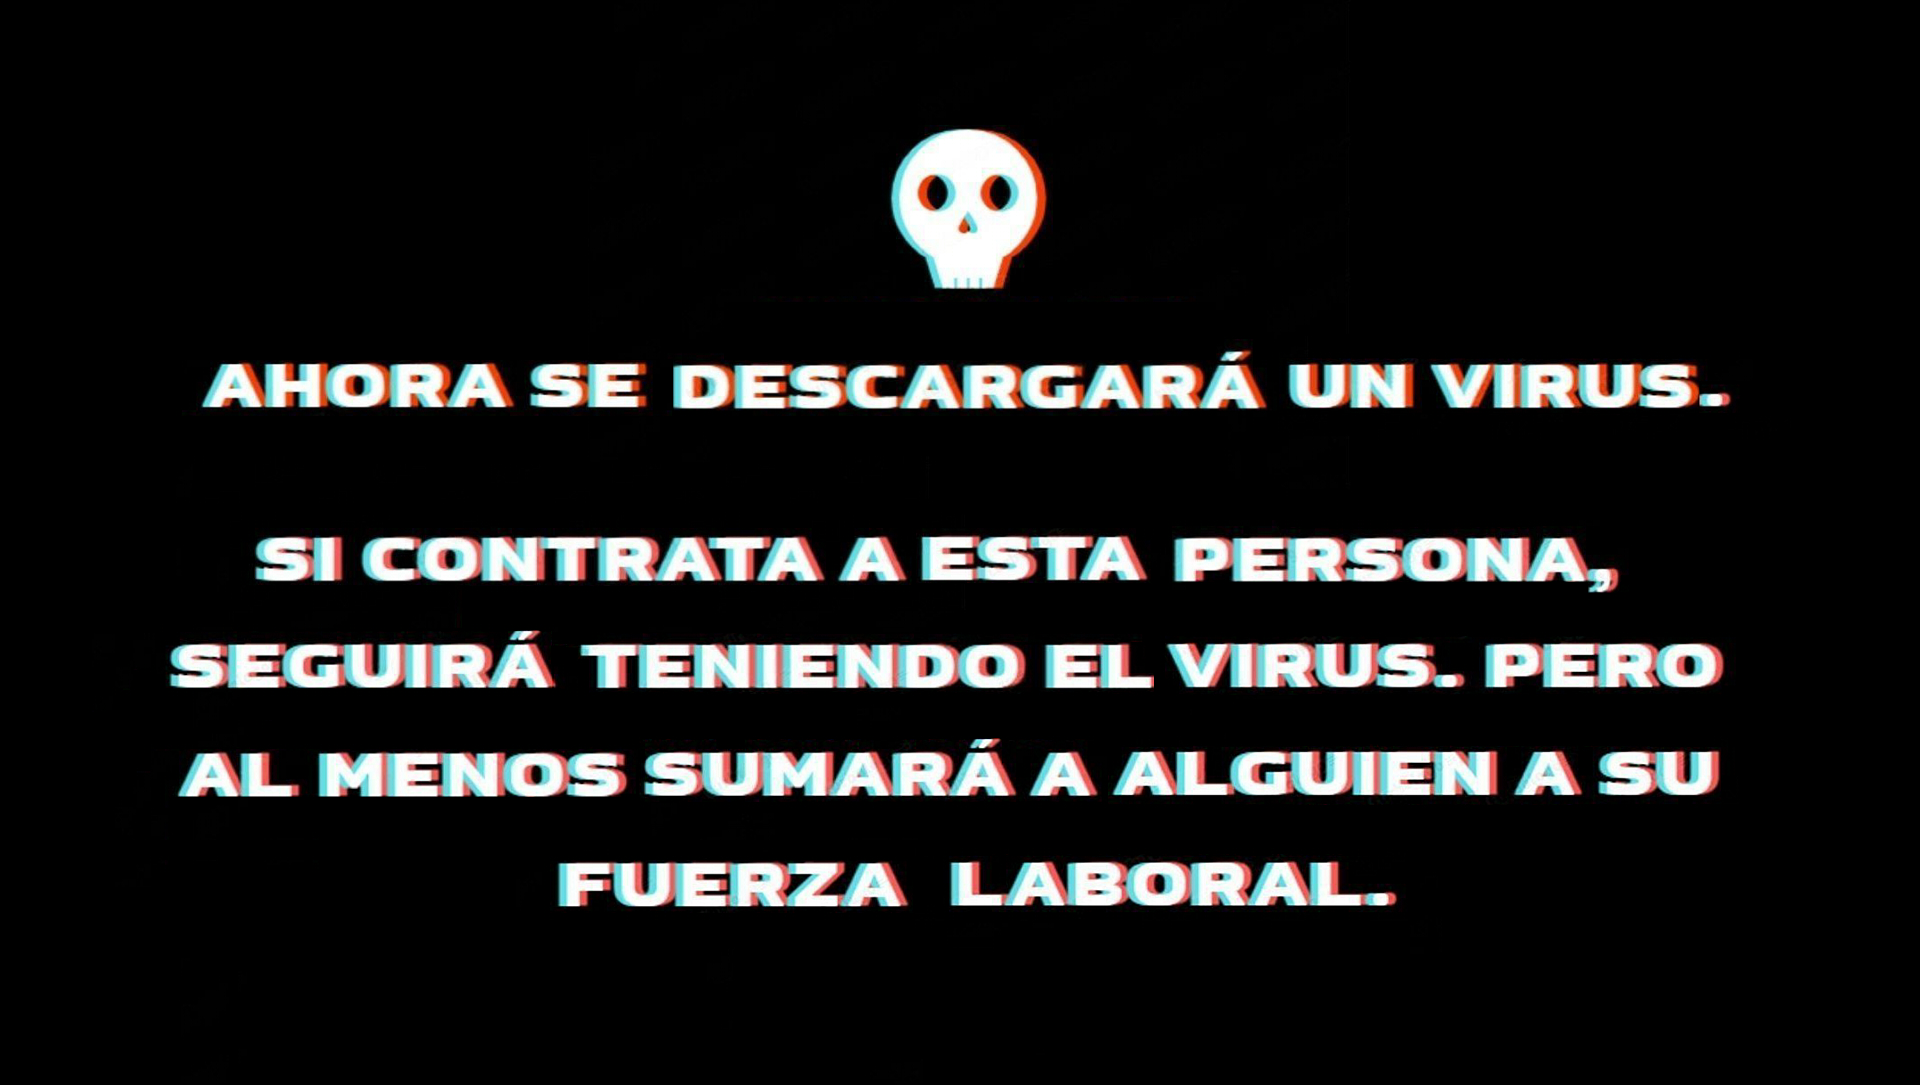 AHORA SE DESCARGARÁ UN VIRUS.
SI CONTRATA A ESTA PERSONA,
SEGUIRÁ TENIENDO EL VIRUS. PERO
AL MENOS SUMARÁ A ALGUIEN A SU
FUERZA LABORAL.